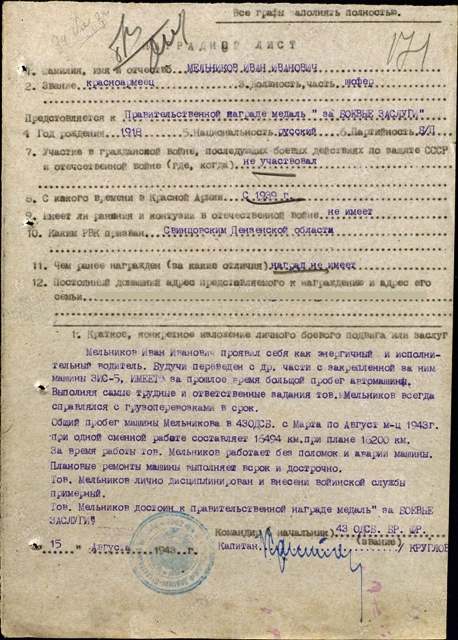 Все графы заполнять полностью.
НАГРАДНОЙ ЛИСТ
171
1. Фамилия, имя и отчество МЕЛЬНИКОВ ИВАН ИВАНОВИЧ
2. Звание красноармеец 3. Должность, часть шофер
Представляется к Правительственной награде медаль " за БОЕВЫЕ ЗАСЛУГИ"
4 Год рождения 1918 5. Национальность русский 6. Партийность Б/П
7. Участие в гражданской войне, последующих боевых действиях по защите СССР
и отечественной войне (где, когда) не участвовал
8. С какого времени в Красной Армии. С 1939 г.
9. Имеет ли ранения и контузии в отечественной войне не имеет
10. Каким РВК призван Свинцовским Пензенской области
11. Чем ранее награжден (за какие отличия) наград не имеет
12. Постоянный домашний адрес представляемого к награждению и адрес его
семьи
1. Краткое, конкретное изложение личного боевого подвига или заслуг
Мельников Иван Иванович проявил себя как энергичный и исполни-
тельный водитель. Будучи переведен с др. части с закрепленной за ним
машины ЗИС-5, ИМЕЕТ за прошлое время большой пробег автомашины.
Выполняя самые трудные и ответственные задания тов. Мельников всегда
справлялся с грузоперевозками в срок.
Общий пробег машины Мельникова в 43ОДСБ. с Марта по Август м-ц 1943г.
при одной сменной работе составляет 16494 км. при плане 16200 км.
За время работы тов. Мельников работает без поломок и аварии машины.
Плановые ремонты машины выполняет всрок и досрочно.
Тов. Мельников лично дисциплинирован и внесени войинской службы
примерный.
Тов. Мельников достоин к правительственной награде медаль" за БОЕВЫЕ
ЗАСЛУГИ"
Командир (начальник) 43 ОДСБ. БР. ШР.
(звание)
15 " Августа 1943 г. Капитан / КРУГЛОВ